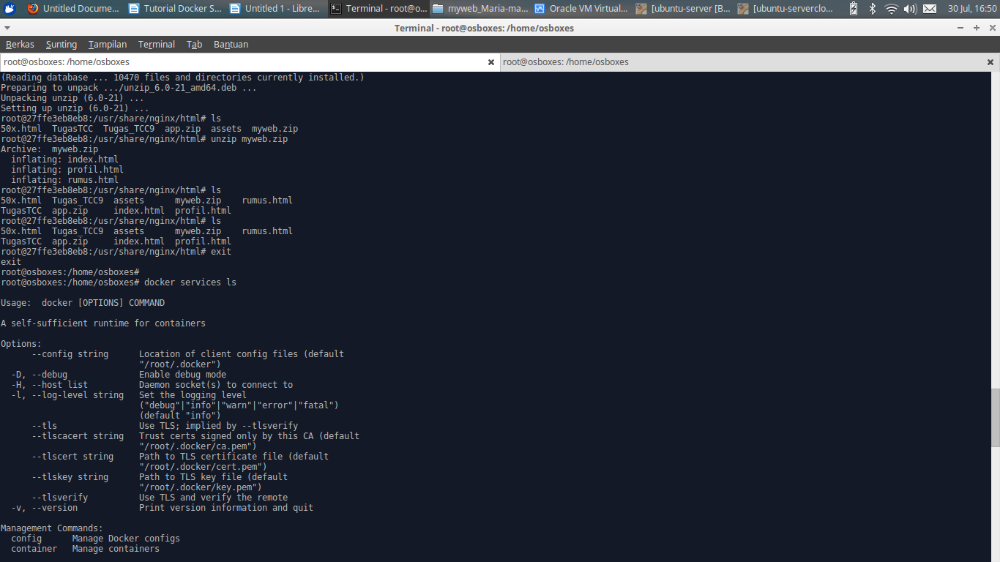 Untitled Docume...
Tutorial Docker S...
Untitled 1 - Libre...
Terminal - root@o...
myweb_Maria-ma...
Oracle VM Virtual...
[ubuntu-server [B...
[ubuntu-serverclo...
30 Jul, 16:50
Terminal - root@osboxes: /home/osboxes
Berkas Sunting Tampilan Terminal Tab Bantuan
root@osboxes: /home/osboxes
root@osboxes: /home/osboxes
(Reading database ... 10470 files and directories currently installed.)
Preparing to unpack .../unzip_6.0-21_amd64.deb ...
Unpacking unzip (6.0-21) ...
Setting up unzip (6.0-21) ...
root@27ffe3eb8eb8:/usr/share/nginx/html# ls
50x.html  TugasTCC  Tugas_TCC9  app.zip  assets  myweb.zip
root@27ffe3eb8eb8:/usr/share/nginx/html# unzip myweb.zip
Archive:  myweb.zip
  inflating: index.html
  inflating: profil.html
  inflating: rumus.html
root@27ffe3eb8eb8:/usr/share/nginx/html# ls
50x.html  Tugas_TCC9  assets      myweb.zip    rumus.html
TugasTCC  app.zip     index.html  profil.html
root@27ffe3eb8eb8:/usr/share/nginx/html# ls
50x.html  Tugas_TCC9  assets      myweb.zip    rumus.html
TugasTCC  app.zip     index.html  profil.html
root@27ffe3eb8eb8:/usr/share/nginx/html# exit
exit
root@osboxes:/home/osboxes#
root@osboxes:/home/osboxes# docker services ls
Usage:  docker [OPTIONS] COMMAND
A self-sufficient runtime for containers
Options:
      --config string      Location of client config files (default
                           "/root/.docker")
  -D, --debug              Enable debug mode
  -H, --host list          Daemon socket(s) to connect to
  -l, --log-level string   Set the logging level
                           ("debug"|"info"|"warn"|"error"|"fatal")
                           (default "info")
      --tls                Use TLS; implied by --tlsverify
      --tlscacert string   Trust certs signed only by this CA (default
                           "/root/.docker/ca.pem")
      --tlscert string     Path to TLS certificate file (default
                           "/root/.docker/cert.pem")
      --tlskey string      Path to TLS key file (default
                           "/root/.docker/key.pem")
      --tlsverify          Use TLS and verify the remote
  -v, --version            Print version information and quit
Management Commands:
  config      Manage Docker configs
  container   Manage containers